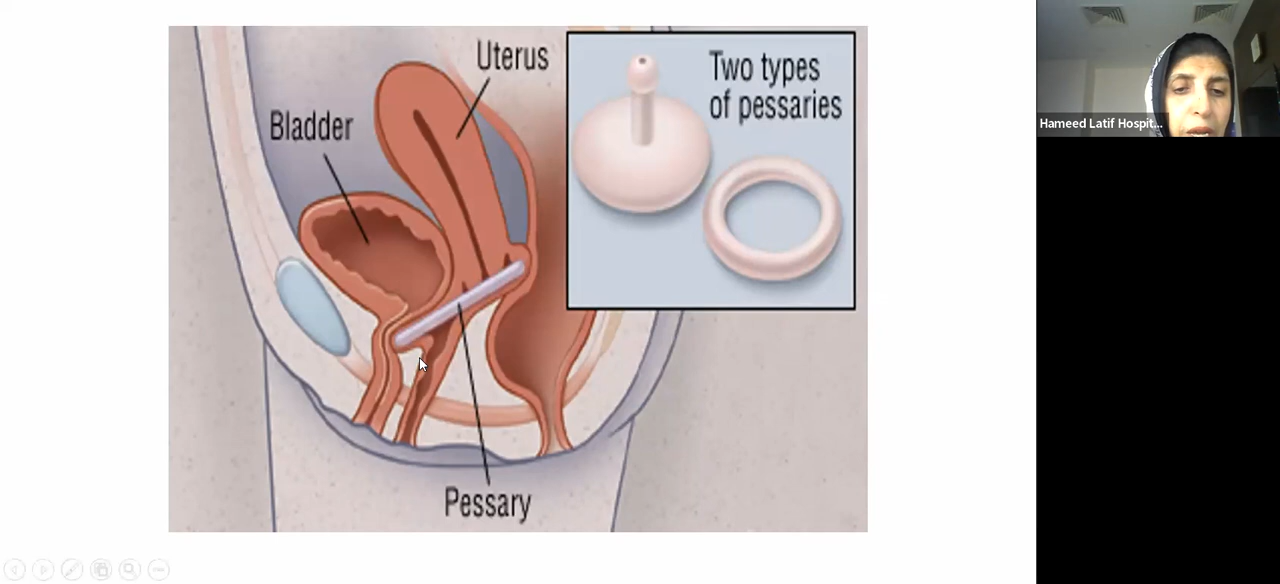 Uterus
Bladder
Two types
of pessaries
Pessary
Hameed Latif Hospit...